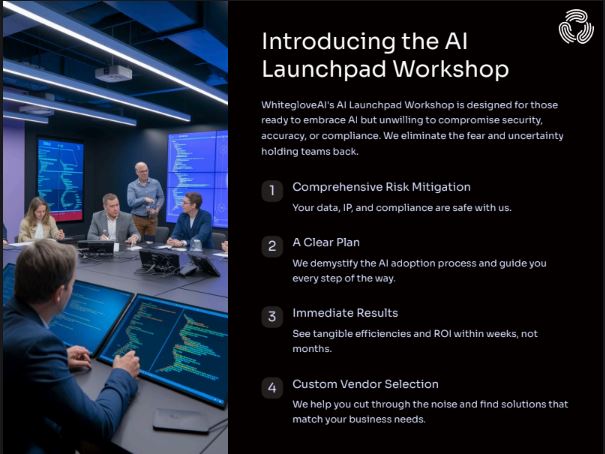 Introducing the AI
Launchpad Workshop
WhitegloveAI's AI Launchpad Workshop is designed for those
ready to embrace AI but unwilling to compromise security,
accuracy, or compliance. We eliminate the fear and uncertainty
holding teams back.
1
Comprehensive Risk Mitigation
Your data, IP, and compliance are safe with us.
2
A Clear Plan
We demystify the AI adoption process and guide you
every step of the way.
3
Immediate Results
See tangible efficiencies and ROI within weeks, not
months.
4
Custom Vendor Selection
We help you cut through the noise and find solutions that
match your business needs.